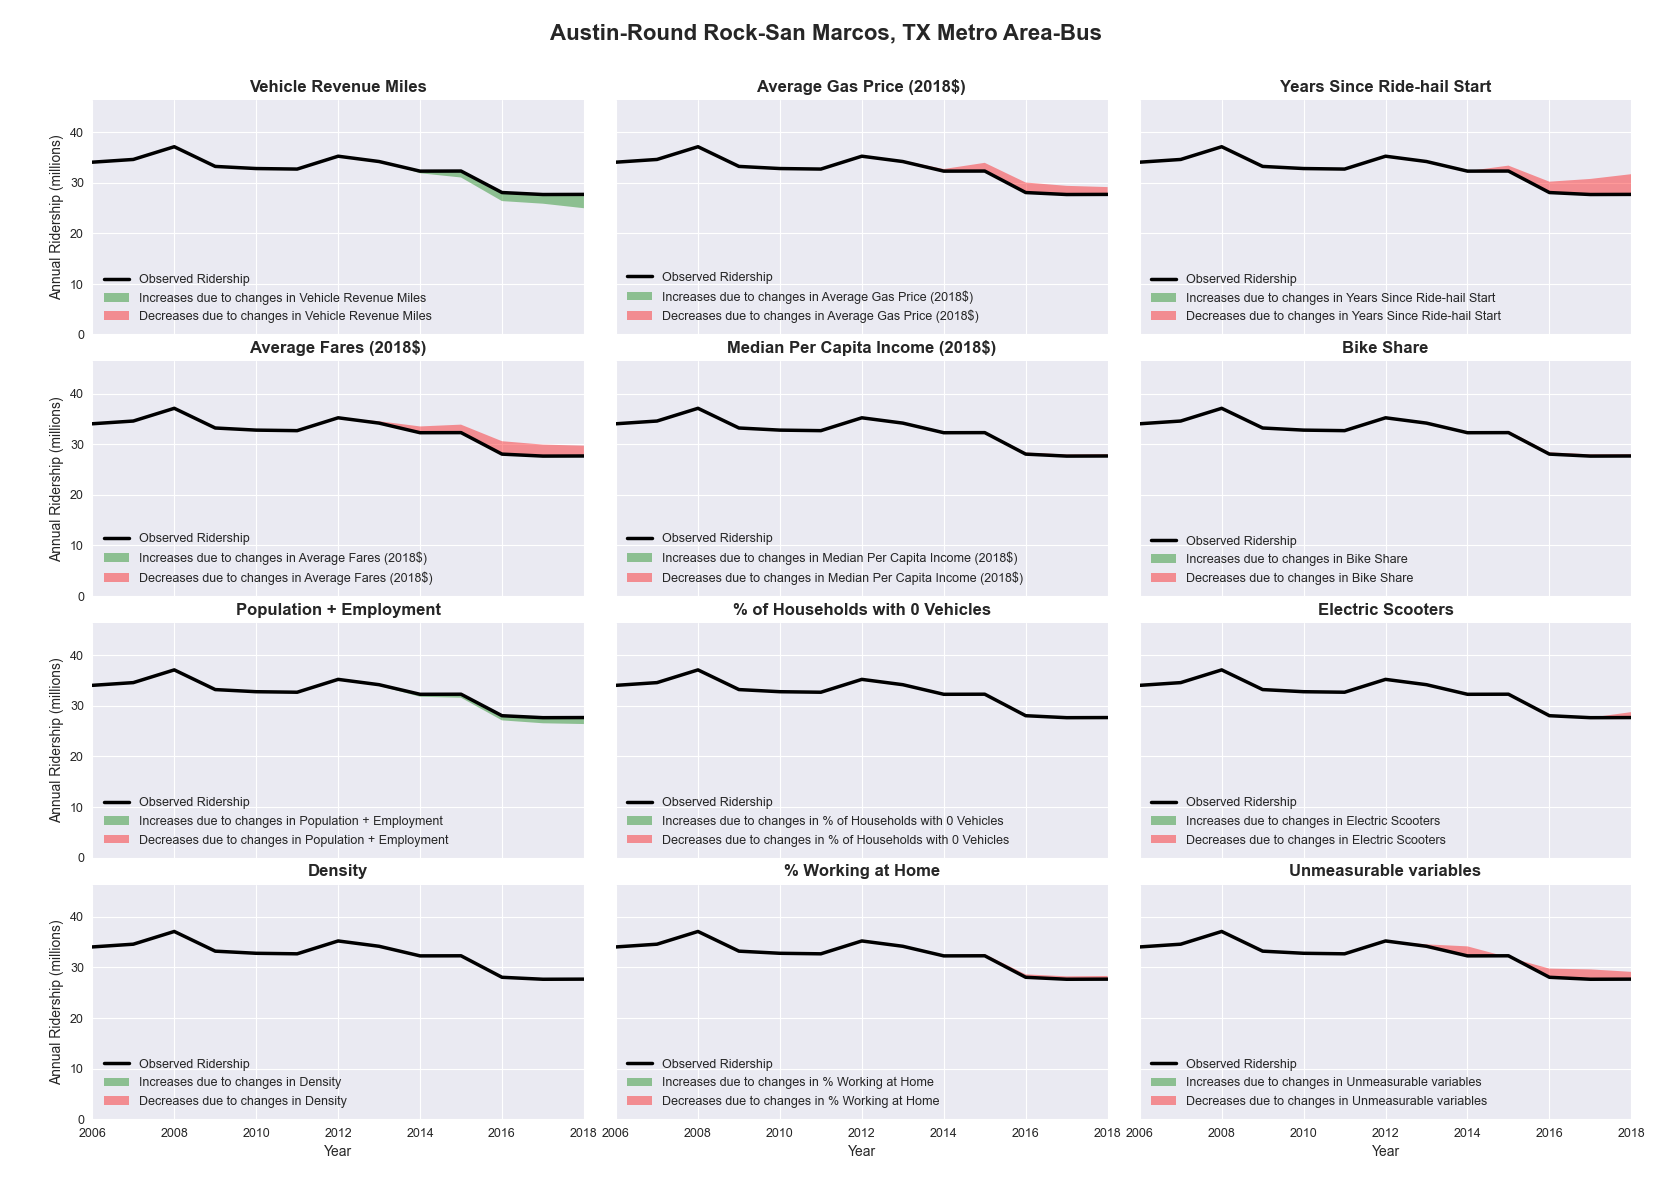 Austin-Round Rock-San Marcos, TX Metro Area-Bus
Vehicle Revenue Miles
Annual Ridership (millions)
40
30
20
10
0
Observed Ridership
Increases due to changes in Vehicle Revenue Miles
Decreases due to changes in Vehicle Revenue Miles
Average Gas Price (2018$)
Observed Ridership
Increases due to changes in Average Gas Price (2018$)
Decreases due to changes in Average Gas Price (2018$)
Years Since Ride-hail Start
Observed Ridership
Increases due to changes in Years Since Ride-hail Start
Decreases due to changes in Years Since Ride-hail Start
Average Fares (2018$)
Annual Ridership (millions)
40
30
20
10
0
Observed Ridership
Increases due to changes in Average Fares (2018$)
Decreases due to changes in Average Fares (2018$)
Median Per Capita Income (2018$)
Observed Ridership
Increases due to changes in Median Per Capita Income (2018$)
Decreases due to changes in Median Per Capita Income (2018$)
Bike Share
Observed Ridership
Increases due to changes in Bike Share
Decreases due to changes in Bike Share
Population + Employment
Annual Ridership (millions)
40
30
20
10
0
Observed Ridership
Increases due to changes in Population + Employment
Decreases due to changes in Population + Employment
% of Households with 0 Vehicles
Observed Ridership
Increases due to changes in % of Households with 0 Vehicles
Decreases due to changes in % of Households with 0 Vehicles
Electric Scooters
Observed Ridership
Increases due to changes in Electric Scooters
Decreases due to changes in Electric Scooters
Density
Annual Ridership (millions)
40
30
20
10
0
Observed Ridership
Increases due to changes in Density
Decreases due to changes in Density
2006 2008 2010 2012 2014 2016 2018
Year
% Working at Home
Observed Ridership
Increases due to changes in % Working at Home
Decreases due to changes in % Working at Home
2006 2008 2010 2012 2014 2016 2018
Year
Unmeasurable variables
Observed Ridership
Increases due to changes in Unmeasurable variables
Decreases due to changes in Unmeasurable variables
2006 2008 2010 2012 2014 2016 2018
Year